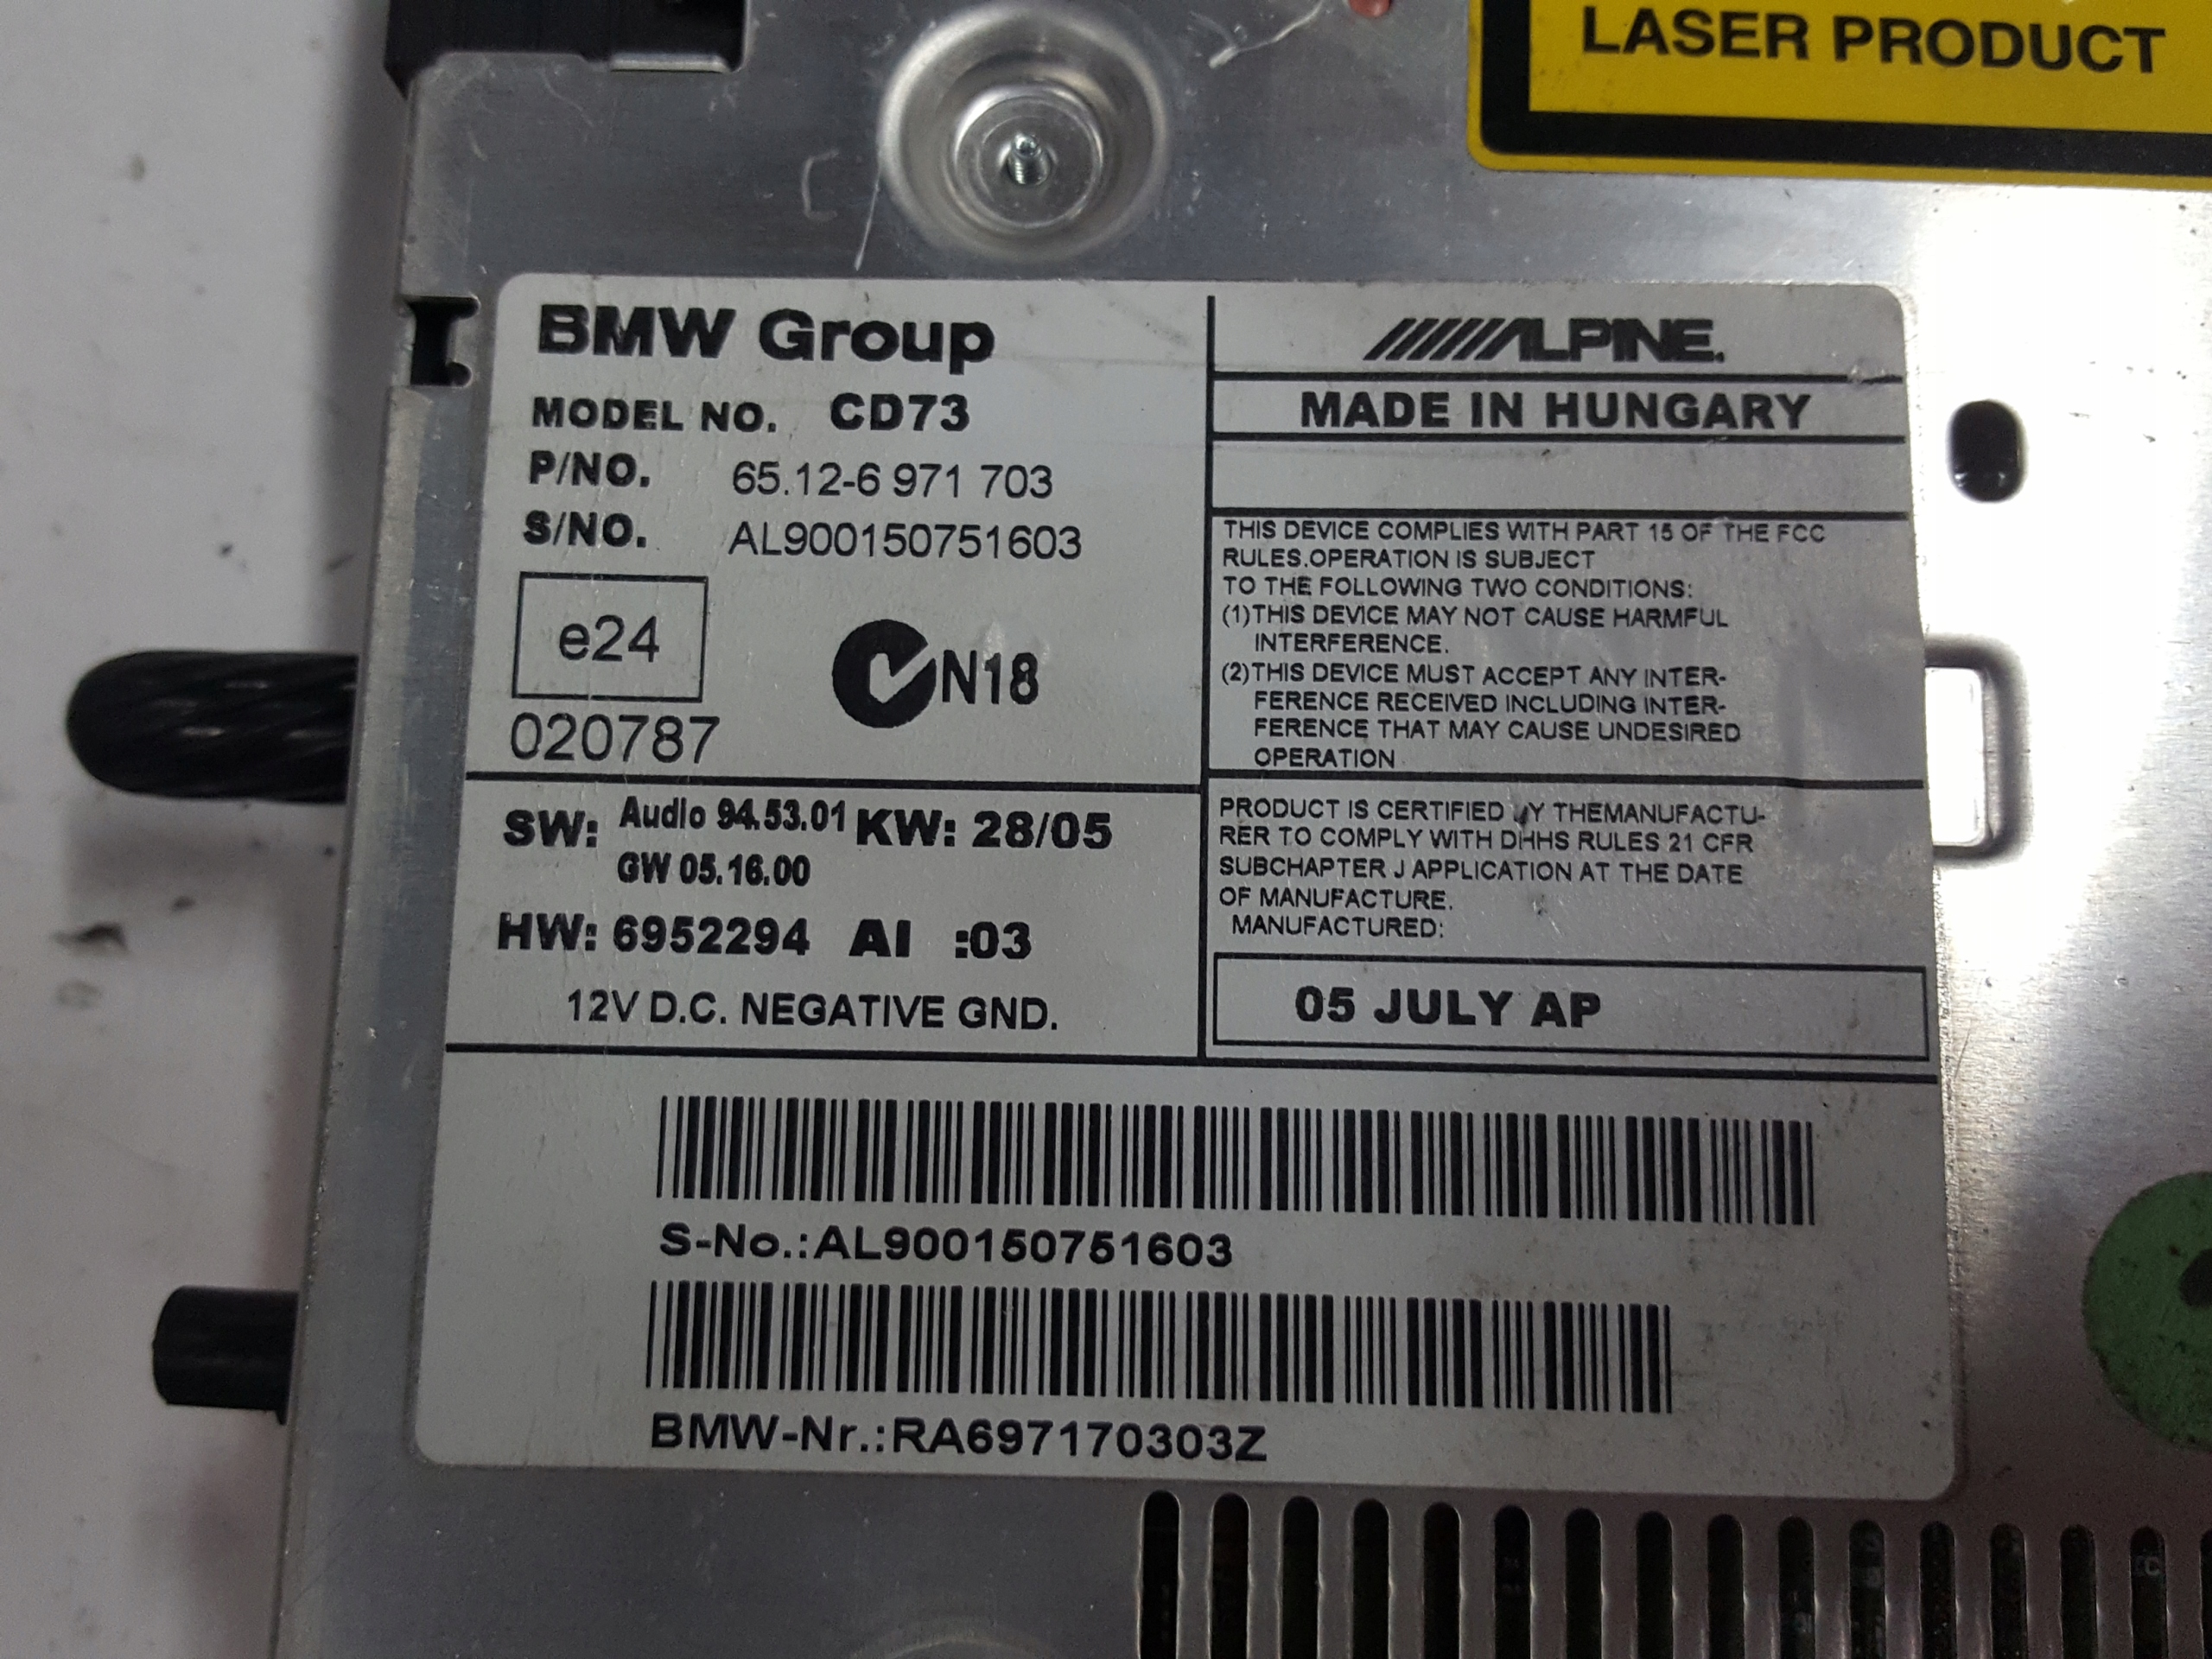 LASER PRODUCT
BMW Group
MODEL NO. CD73
P/NO. 65.12-6 971 703
S/NO. AL900150751603
e24
020787
N18
ALPINE.
MADE IN HUNGARY
THIS DEVICE COMPLIES WITH PART 15 OF THE FCC
RULES.OPERATION IS SUBJECT
TO THE FOLLOWING TWO CONDITIONS:
(1)THIS DEVICE MAY NOT CAUSE HARMFUL
INTERFERENCE.
(2)THIS DEVICE MUST ACCEPT ANY INTER-
FERENCE RECEIVED INCLUDING INTER-
FERENCE THAT MAY CAUSE UNDESIRED
OPERATION
SW: Audio 94.53.01 KW: 28/05
GW 05.16.00
HW: 6952294 AI :03
12V D.C. NEGATIVE GND.
PRODUCT IS CERTIFIED BY THEMANUFACTU-
RER TO COMPLY WITH DHHS RULES 21 CFR
SUBCHAPTER J APPLICATION AT THE DATE
OF MANUFACTURE.
MANUFACTURED:
05 JULY AP
S-No.:AL900150751603
BMW-Nr.:RA697170303Z